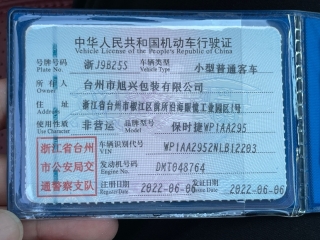 中华人民共和国机动车行驶证
Vehicle License of the People's Republic of China
号牌号码 浙J9B255 车辆类型 小型普通客车
Plate No. Vehicle Type
所有人 台州市旭兴包装有限公司
Owner
住址 浙江省台州市椒江区前所
Address
使用性质 非营运 品牌型号 保时捷WP1AA295
Use Character Model
浙江省台州市公安局交通警察支队
车辆识别代号 WP1AA2952NLB12203
VIN
发动机号码 DMT048764
Engine No.
注册日期 2022-06-06 发证日期 2022-06-06
Register Date Issue Date